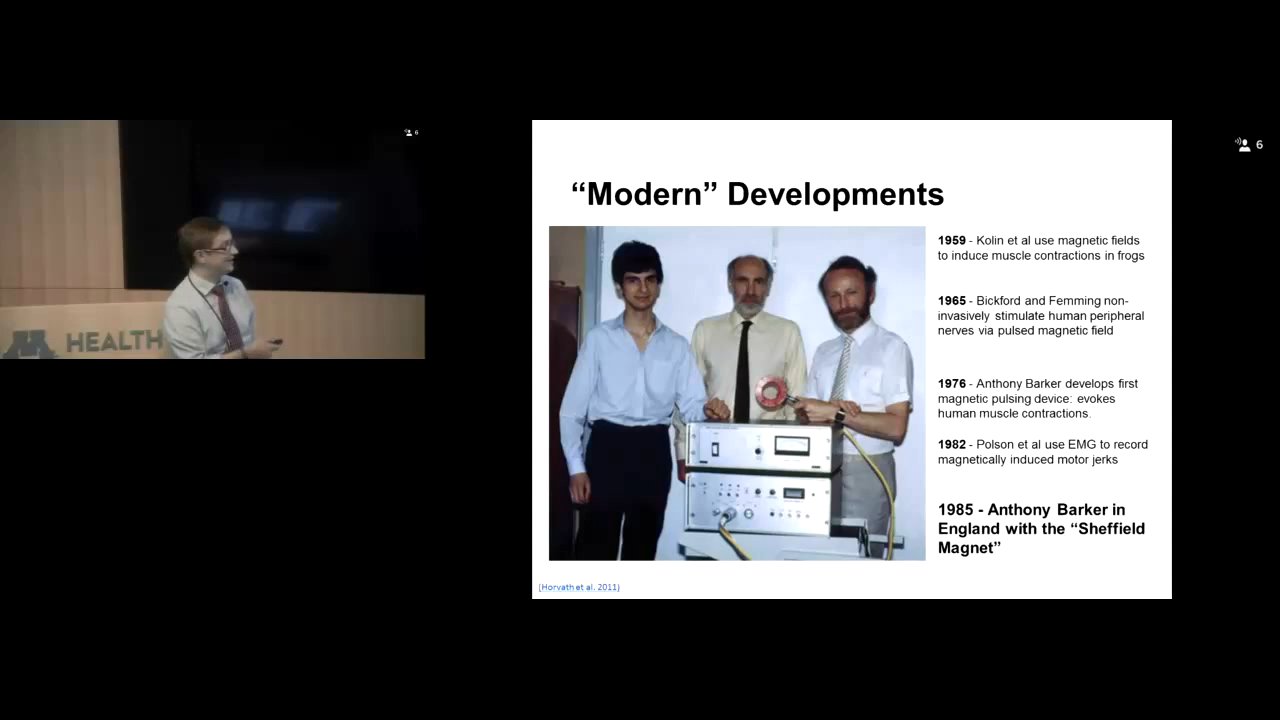 6
HEALTH
6
“Modern” Developments
1959 - Kolin et al use magnetic fields
to induce muscle contractions in frogs
1965 - Bickford and Femming non-
invasively stimulate human peripheral
nerves via pulsed magnetic field
1976 - Anthony Barker develops first
magnetic pulsing device: evokes
human muscle contractions.
1982 - Polson et al use EMG to record
magnetically induced motor jerks
1985 - Anthony Barker in
England with the “Sheffield
Magnet”
(Horvath et al. 2011)